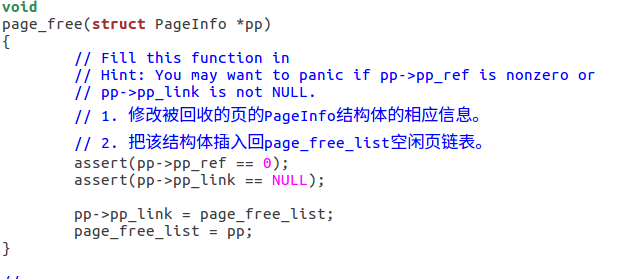 void
page_free(struct PageInfo *pp)
{
        // Fill this function in
        // Hint: You may want to panic if pp->pp_ref is nonzero or
        // pp->pp_link is not NULL.
        // 1. 修改被回收的页的PageInfo结构体的相应信息。
        // 2. 把该结构体插入回page_free_list空闲页链表。
        assert(pp->pp_ref == 0);
        assert(pp->pp_link == NULL);

        pp->pp_link = page_free_list;
        page_free_list = pp;
}
//